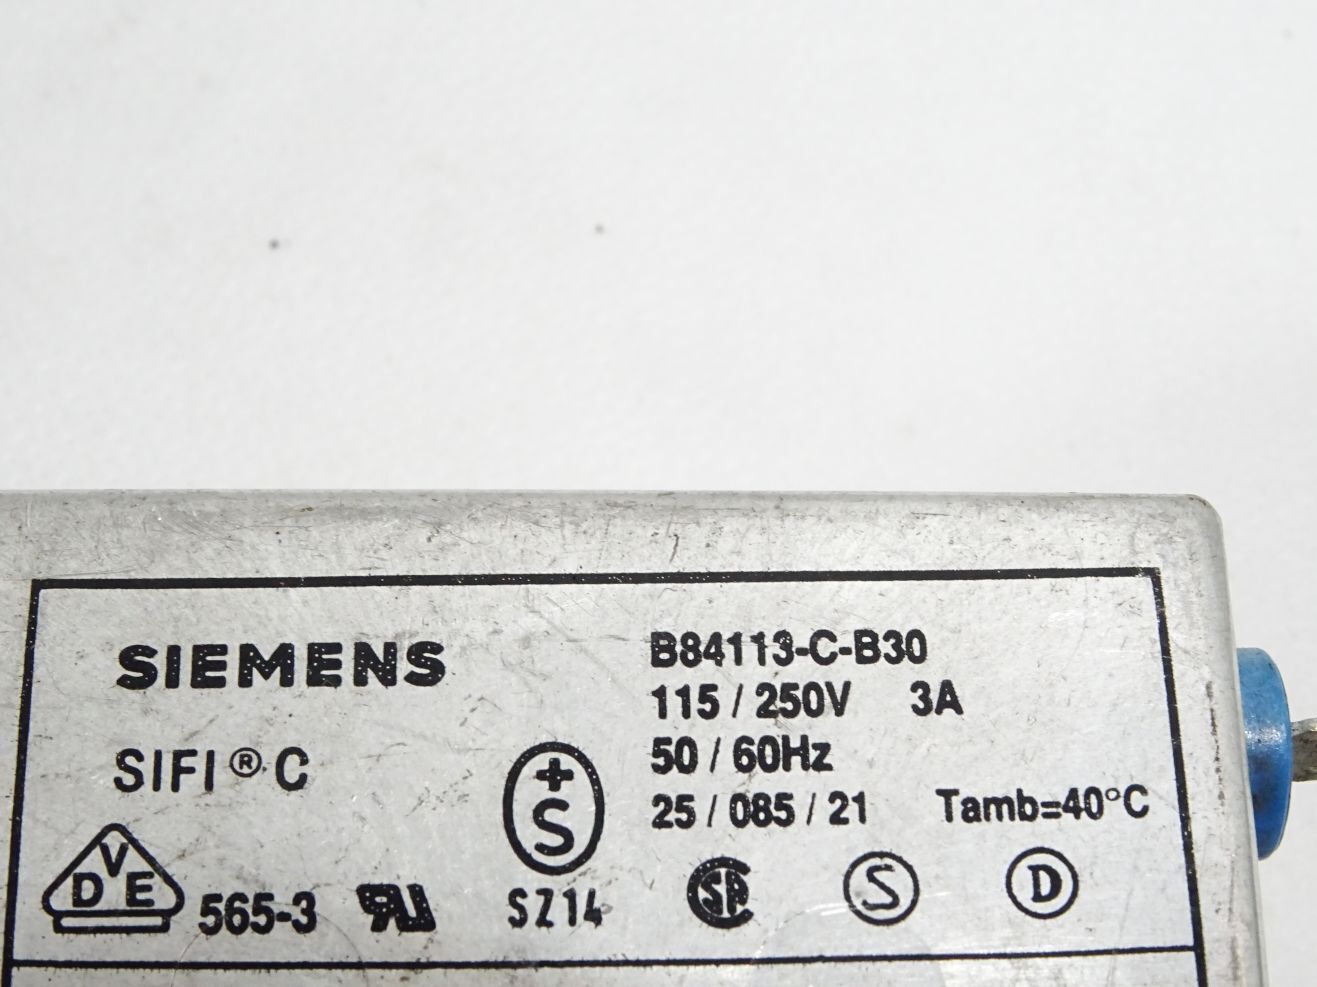 SIEMENS
SIFI® C
B84113-C-B30
115 / 250V 3A
50 / 60Hz
25 / 085 / 21 Tamb=40°C
VDE 565-3
+S
SZ14
S
D